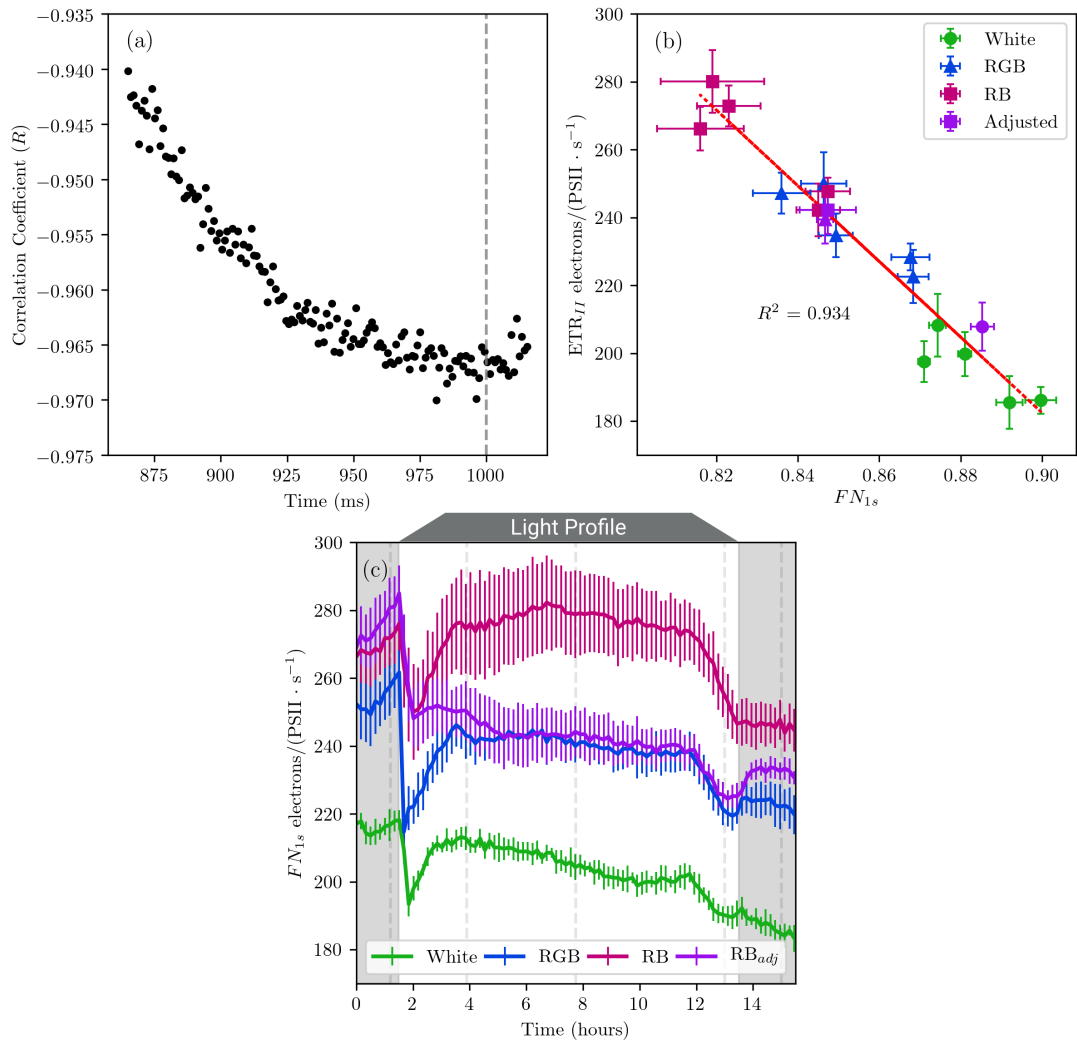 (a)
−0.935
−0.940
−0.945
−0.950
−0.955
−0.960
−0.965
−0.970
−0.975
Correlation Coefficient (R)
875
900
925
950
975
1000
Time (ms)
(b)
300
280
260
240
220
200
180
ETR_II electrons/(PSII · s⁻¹)
White
RGB
RB
Adjusted
R² = 0.934
0.82
0.84
0.86
0.88
0.90
FN₁ₛ
Light Profile
(c)
300
280
260
240
220
200
180
FN₁ₛ electrons/(PSII · s⁻¹)
White
RGB
RB
RB_adj
0
2
4
6
8
10
12
14
Time (hours)